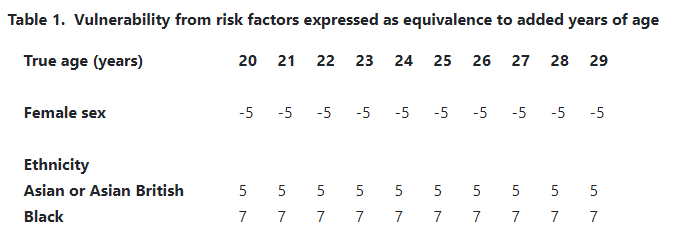 Table 1. Vulnerability from risk factors expressed as equivalence to added years of age
True age (years) 20 21 22 23 24 25 26 27 28 29
Female sex -5 -5 -5 -5 -5 -5 -5 -5 -5 -5
Ethnicity
Asian or Asian British 5 5 5 5 5 5 5 5 5 5
Black 7 7 7 7 7 7 7 7 7 7